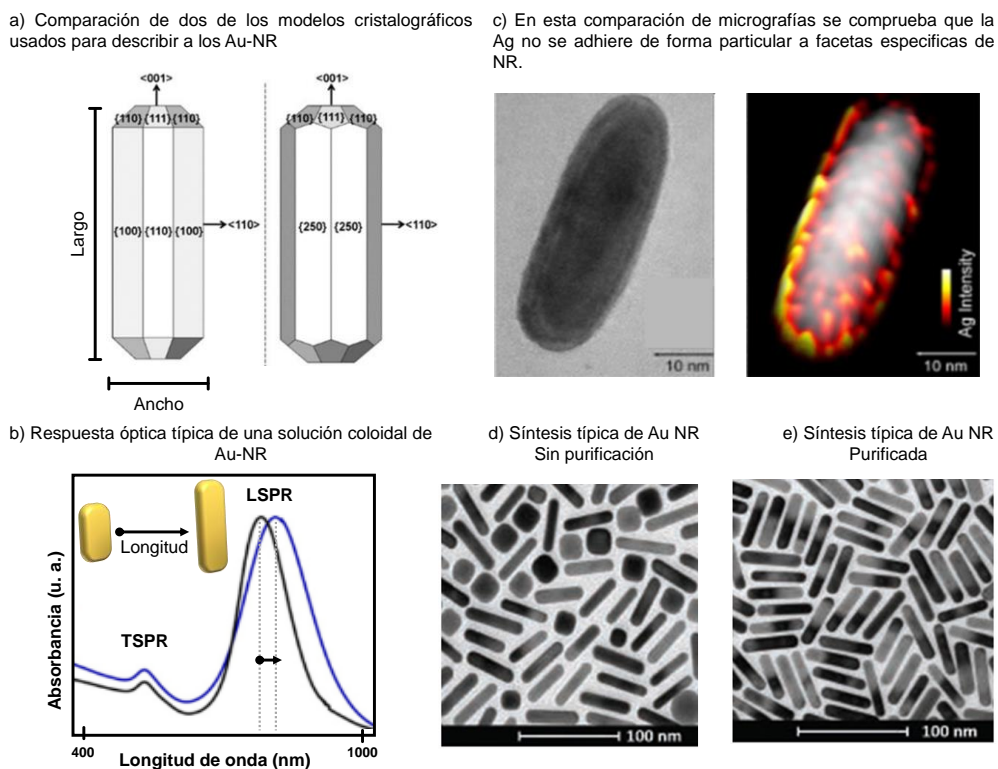 a) Comparación de dos de los modelos cristalográficos
usados para describir a los Au-NR
<001>
<001>
{110} {111} {110}
{110} {111} {110}
Largo
{100} {110} {100}
<110>
{250} {250}
<110>
Ancho
c) En esta comparación de micrografías se comprueba que la
Ag no se adhiere de forma particular a facetas especificas de
NR.
10 nm
Ag Intensity
10 nm
b) Respuesta óptica típica de una solución coloidal de
Au-NR
LSPR
Longitud
TSPR
Absorbancia (u. a.)
400
1000
Longitud de onda (nm)
d) Síntesis típica de Au NR
Sin purificación
100 nm
e) Síntesis típica de Au NR
Purificada
100 nm